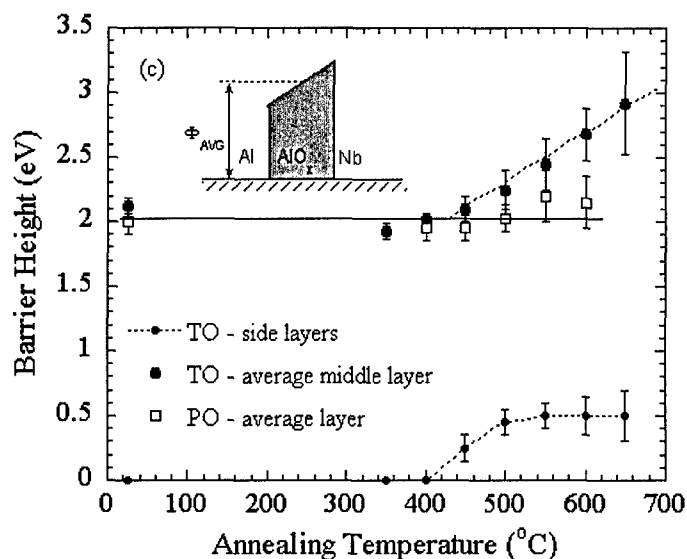 3.5
3
2.5
2
1.5
1
0.5
0
Barrier Height (eV)
(c)
Φ AVG
Al
AlOx
Nb
TO - side layers
TO - average middle layer
PO - average layer
0 100 200 300 400 500 600 700
Annealing Temperature (°C)